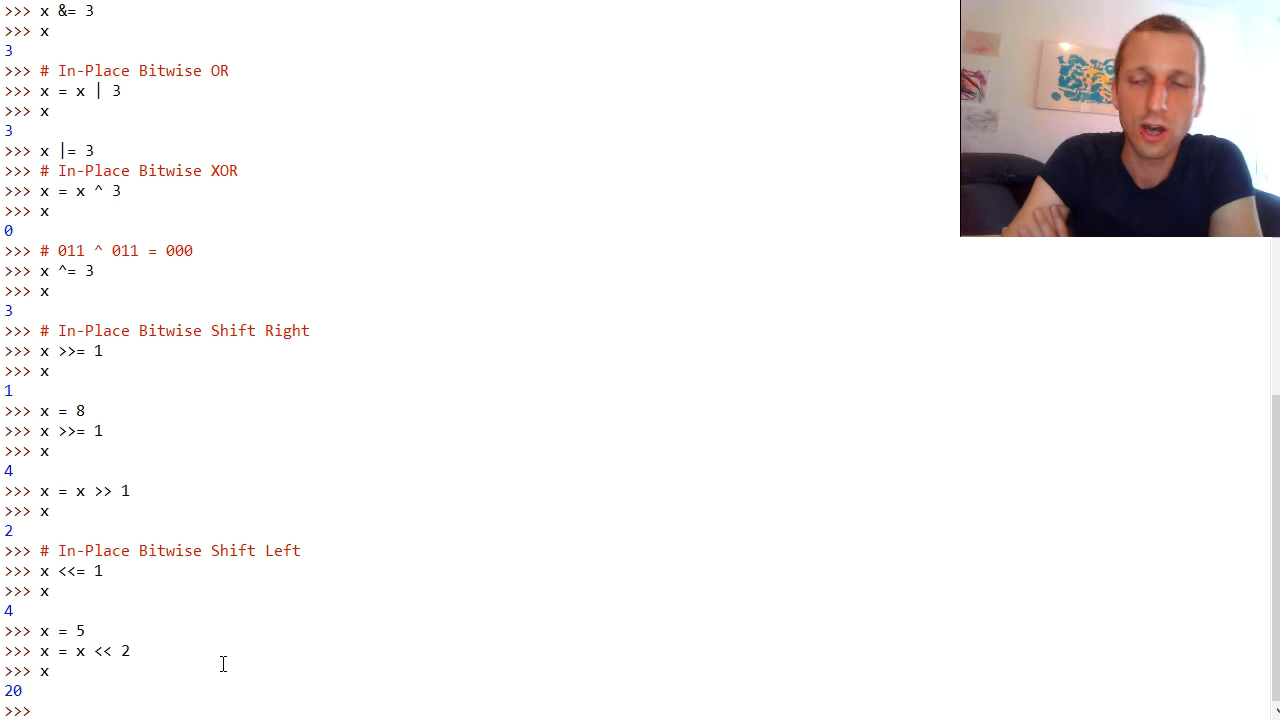 >>> x &= 3
>>> x
3
>>> # In-Place Bitwise OR
>>> x = x | 3
>>> x
3
>>> x |= 3
>>> # In-Place Bitwise XOR
>>> x = x ^ 3
>>> x
0
>>> # 011 ^ 011 = 000
>>> x ^= 3
>>> x
3
>>> # In-Place Bitwise Shift Right
>>> x >>= 1
>>> x
1
>>> x = 8
>>> x >>= 1
>>> x
4
>>> x = x >> 1
>>> x
2
>>> # In-Place Bitwise Shift Left
>>> x <<= 1
>>> x
4
>>> x = 5
>>> x = x << 2
>>> x
20
>>>